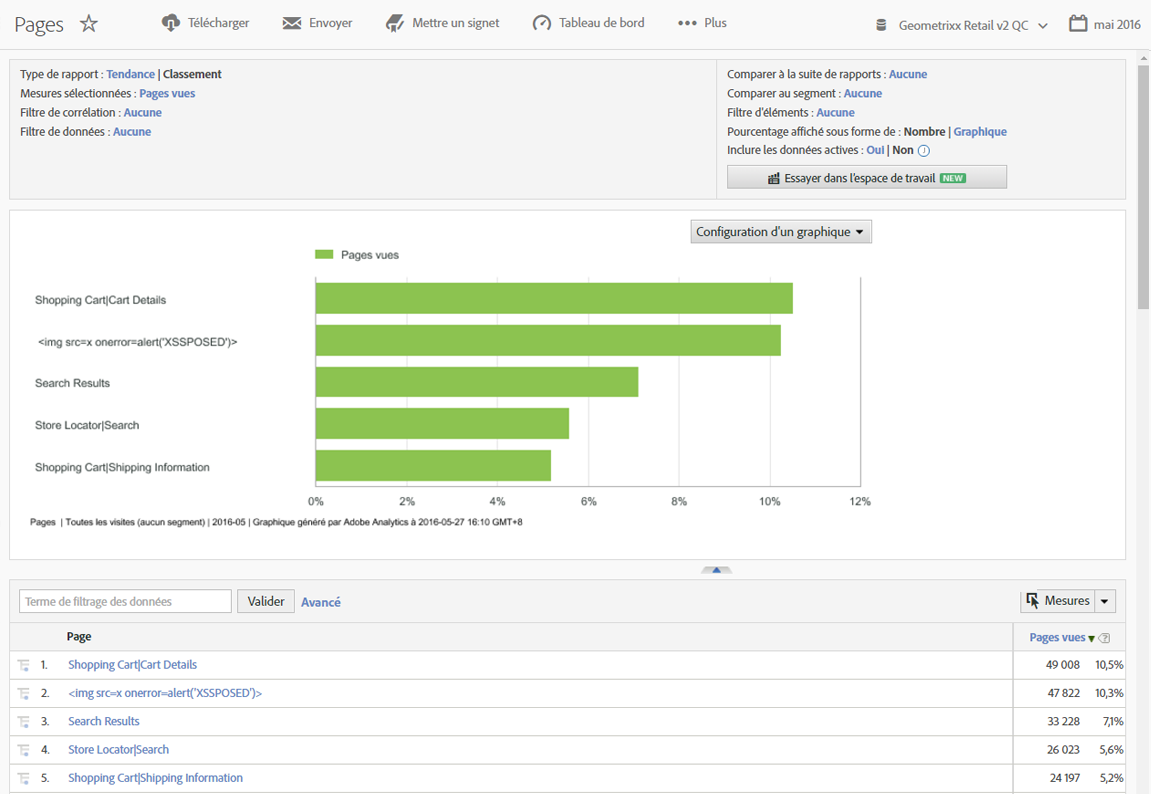 Pages Télécharger Envoyer Mettre un signet Tableau de bord Plus Geometrixx Retail v2 QC mai 2016
Type de rapport : Tendance | Classement
Mesures sélectionnées : Pages vues
Filtre de corrélation : Aucune
Filtre de données : Aucune
Comparer à la suite de rapports : Aucune
Comparer au segment : Aucune
Filtre d'éléments : Aucune
Pourcentage affiché sous forme de : Nombre | Graphique
Inclure les données actives : Oui | Non i
Essayer dans l'espace de travail NEW
Configuration d'un graphique
Pages vues
Shopping Cart|Cart Details
<img src=x onerror=alert('XSSPOSED')>
Search Results
Store Locator|Search
Shopping Cart|Shipping Information
0% 2% 4% 6% 8% 10% 12%
Pages | Toutes les visites (aucun segment) | 2016-05 | Graphique généré par Adobe Analytics à 2016-05-27 16:10 GMT+8
Terme de filtrage des données Valider Avancé Mesures
Page Pages vues ?
1. Shopping Cart|Cart Details 49 008 10,5%
2. <img src=x onerror=alert('XSSPOSED')> 47 822 10,3%
3. Search Results 33 228 7,1%
4. Store Locator|Search 26 023 5,6%
5. Shopping Cart|Shipping Information 24 197 5,2%